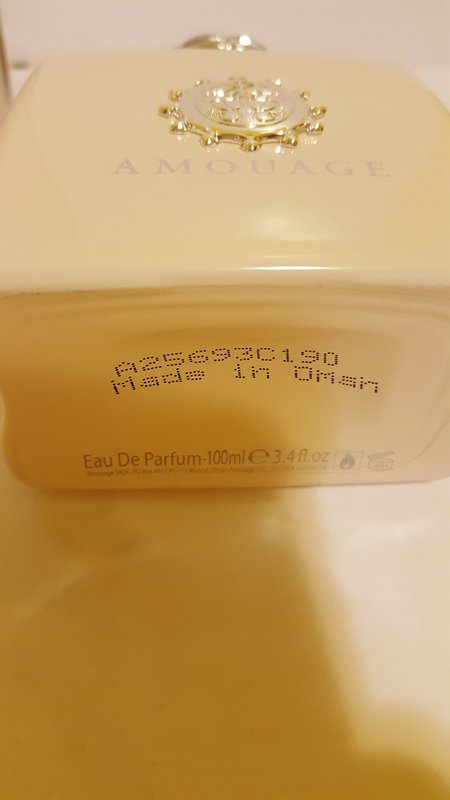 AMOUAGE
A25693C190
Made in Oman
Eau De Parfum-100ml ℮ 3.4 fl.oz